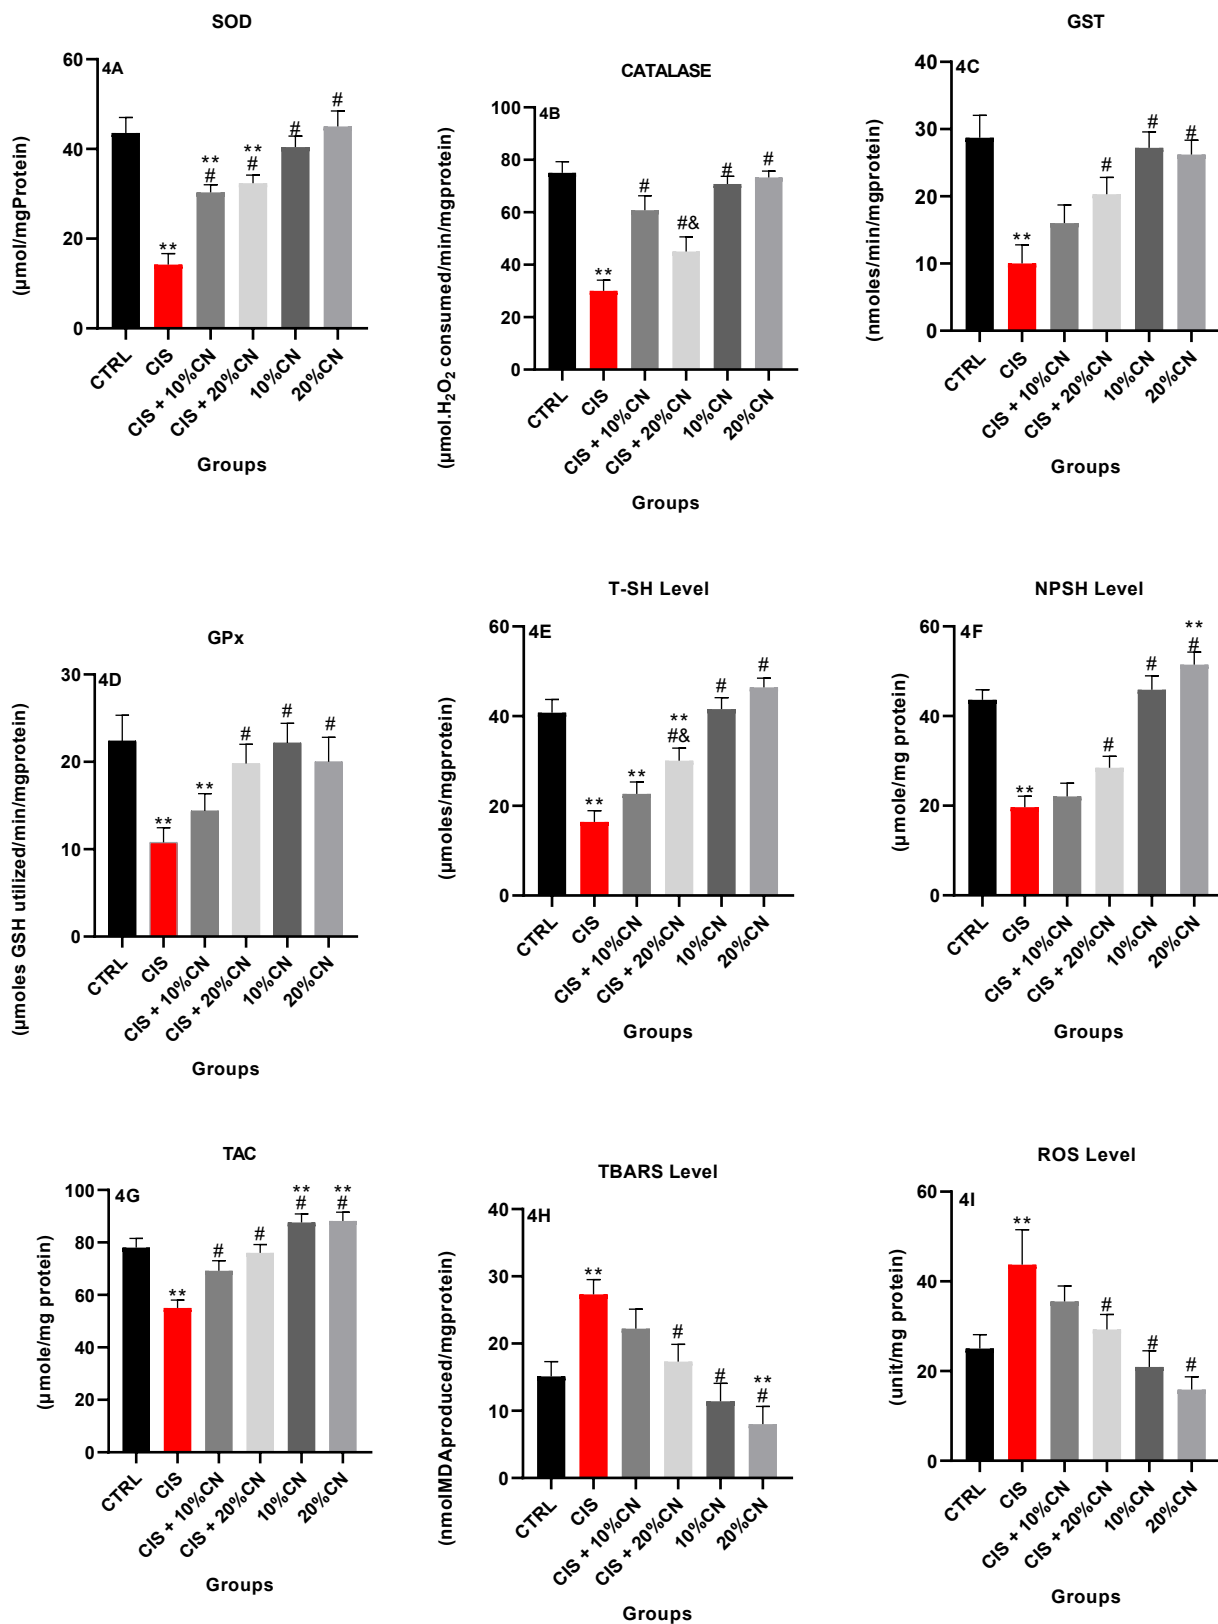 SOD
4A
(µmol/mgProtein)
60
40
20
0
**
**
#
**
#
#
#
CTRL
CIS
CIS + 10%CN
CIS + 20%CN
10%CN
20%CN
Groups
CATALASE
4B
(µmol.H₂O₂ consumed/min/mgprotein)
100
80
60
40
20
0
**
#
#&
#
#
CTRL
CIS
CIS + 10%CN
CIS + 20%CN
10%CN
20%CN
Groups
GST
4C
(nmoles/min/mgprotein)
40
30
20
10
0
**
#
#
#
CTRL
CIS
CIS + 10%CN
CIS + 20%CN
10%CN
20%CN
Groups
GPx
4D
(µmoles GSH utilized/min/mgprotein)
30
20
10
0
**
**
#
#
#
CTRL
CIS
CIS + 10%CN
CIS + 20%CN
10%CN
20%CN
Groups
T-SH Level
4E
(µmoles/mgprotein)
60
40
20
0
**
**
**
#&
#
#
CTRL
CIS
CIS + 10%CN
CIS + 20%CN
10%CN
20%CN
Groups
NPSH Level
4F
(µmole/mg protein)
60
40
20
0
**
#
#
**
#
CTRL
CIS
CIS + 10%CN
CIS + 20%CN
10%CN
20%CN
Groups
TAC
4G
(µmole/mg protein)
100
80
60
40
20
0
**
#
#
**
#
**
#
CTRL
CIS
CIS + 10%CN
CIS + 20%CN
10%CN
20%CN
Groups
TBARS Level
4H
(nmolMDAproduced/mgprotein)
40
30
20
10
0
**
#
#
**
#
CTRL
CIS
CIS + 10%CN
CIS + 20%CN
10%CN
20%CN
Groups
ROS Level
4I
(unit/mg protein)
60
40
20
0
**
#
#
#
CTRL
CIS
CIS + 10%CN
CIS + 20%CN
10%CN
20%CN
Groups